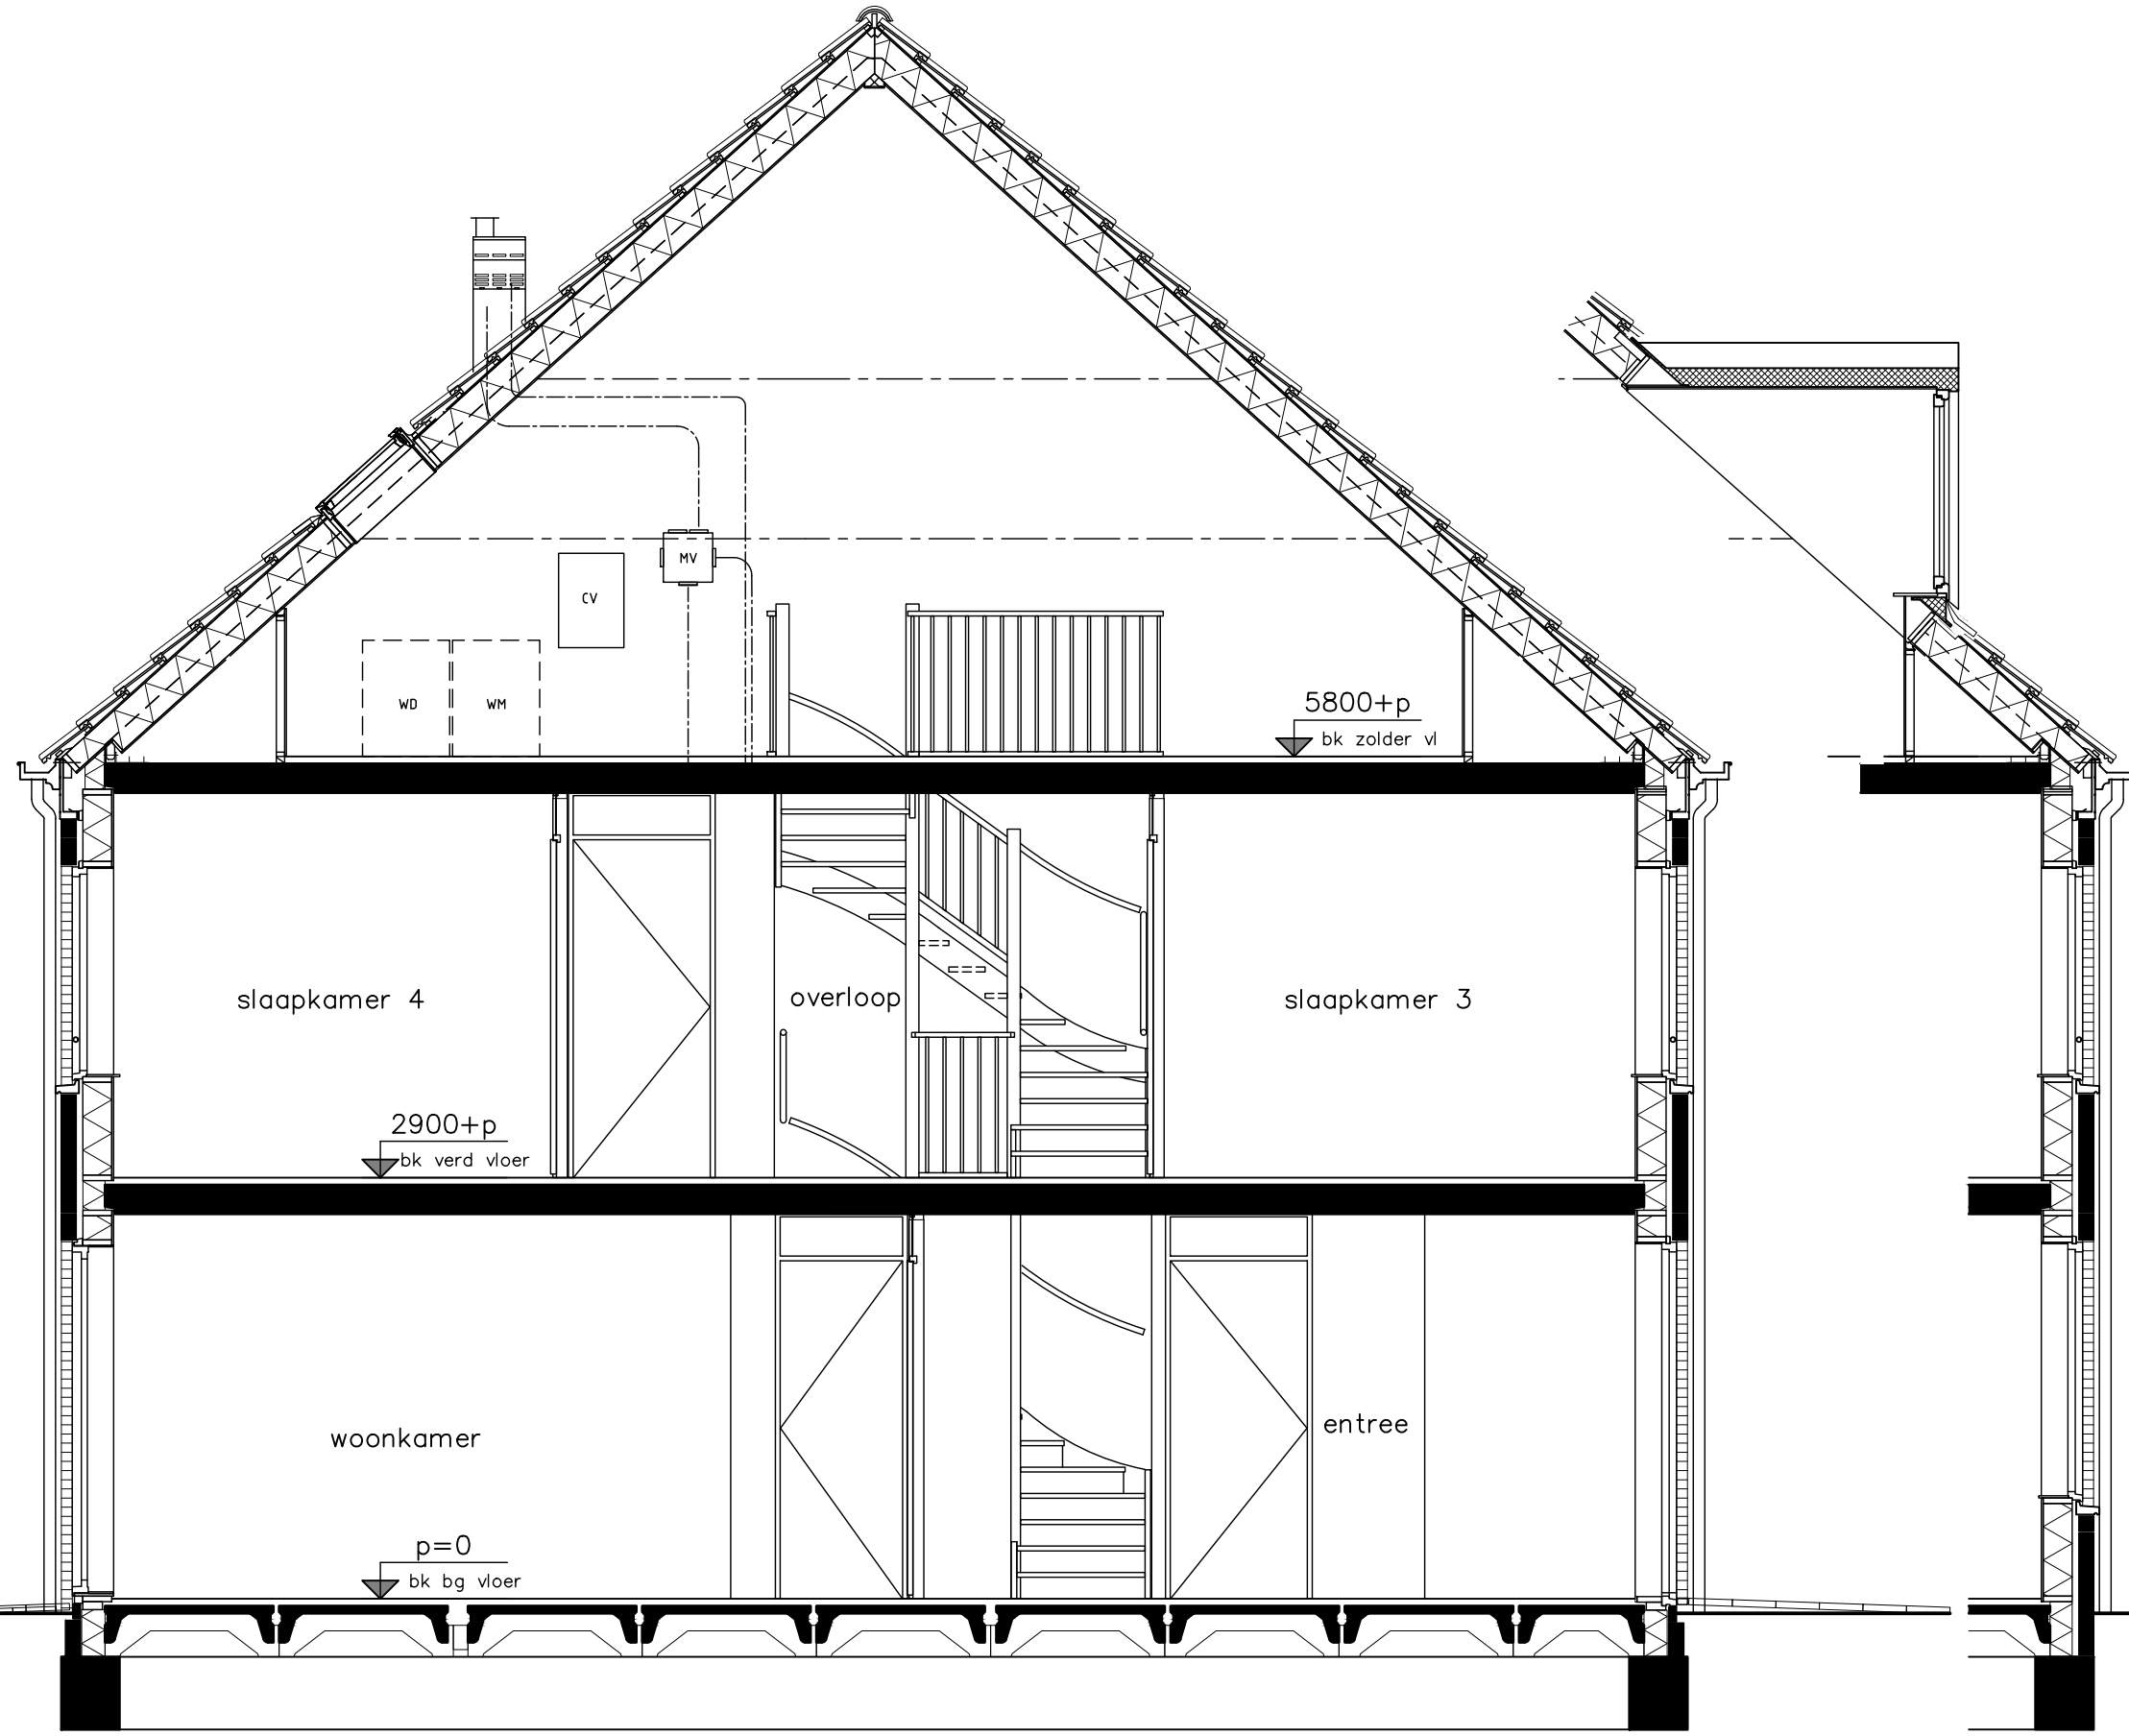 MV
CV
WD
WM
5800+p
bk zolder vl
slaapkamer 4
overloop
slaapkamer 3
2900+p
bk verd vloer
woonkamer
entree
p=0
bk bg vloer